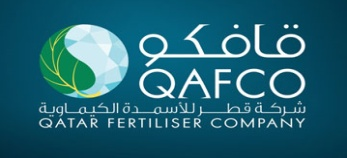 قافكو
QAFCO
شركة قطر للأسمدة الكيماوية
QATAR FERTILISER COMPANY